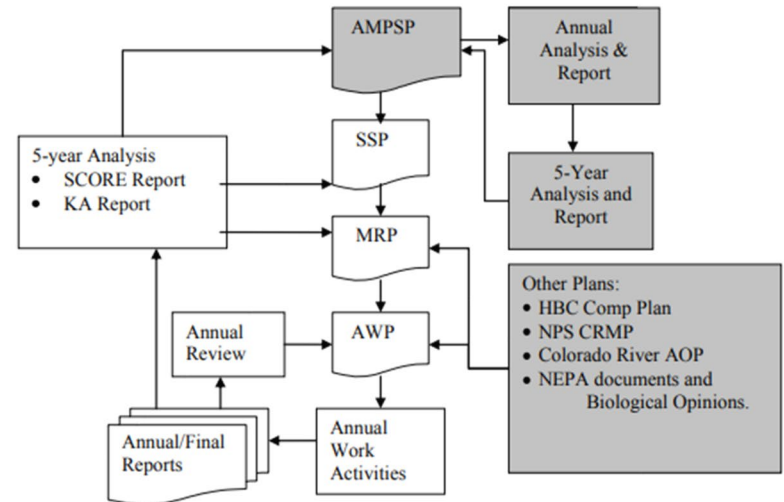 AMPSP
Annual
Analysis &
Report
SSP
5-year Analysis
• SCORE Report
• KA Report
5-Year
Analysis and
Report
MRP
Other Plans:
• HBC Comp Plan
• NPS CRMP
• Colorado River AOP
• NEPA documents and
Biological Opinions.
Annual
Review
AWP
Annual/Final
Reports
Annual
Work
Activities